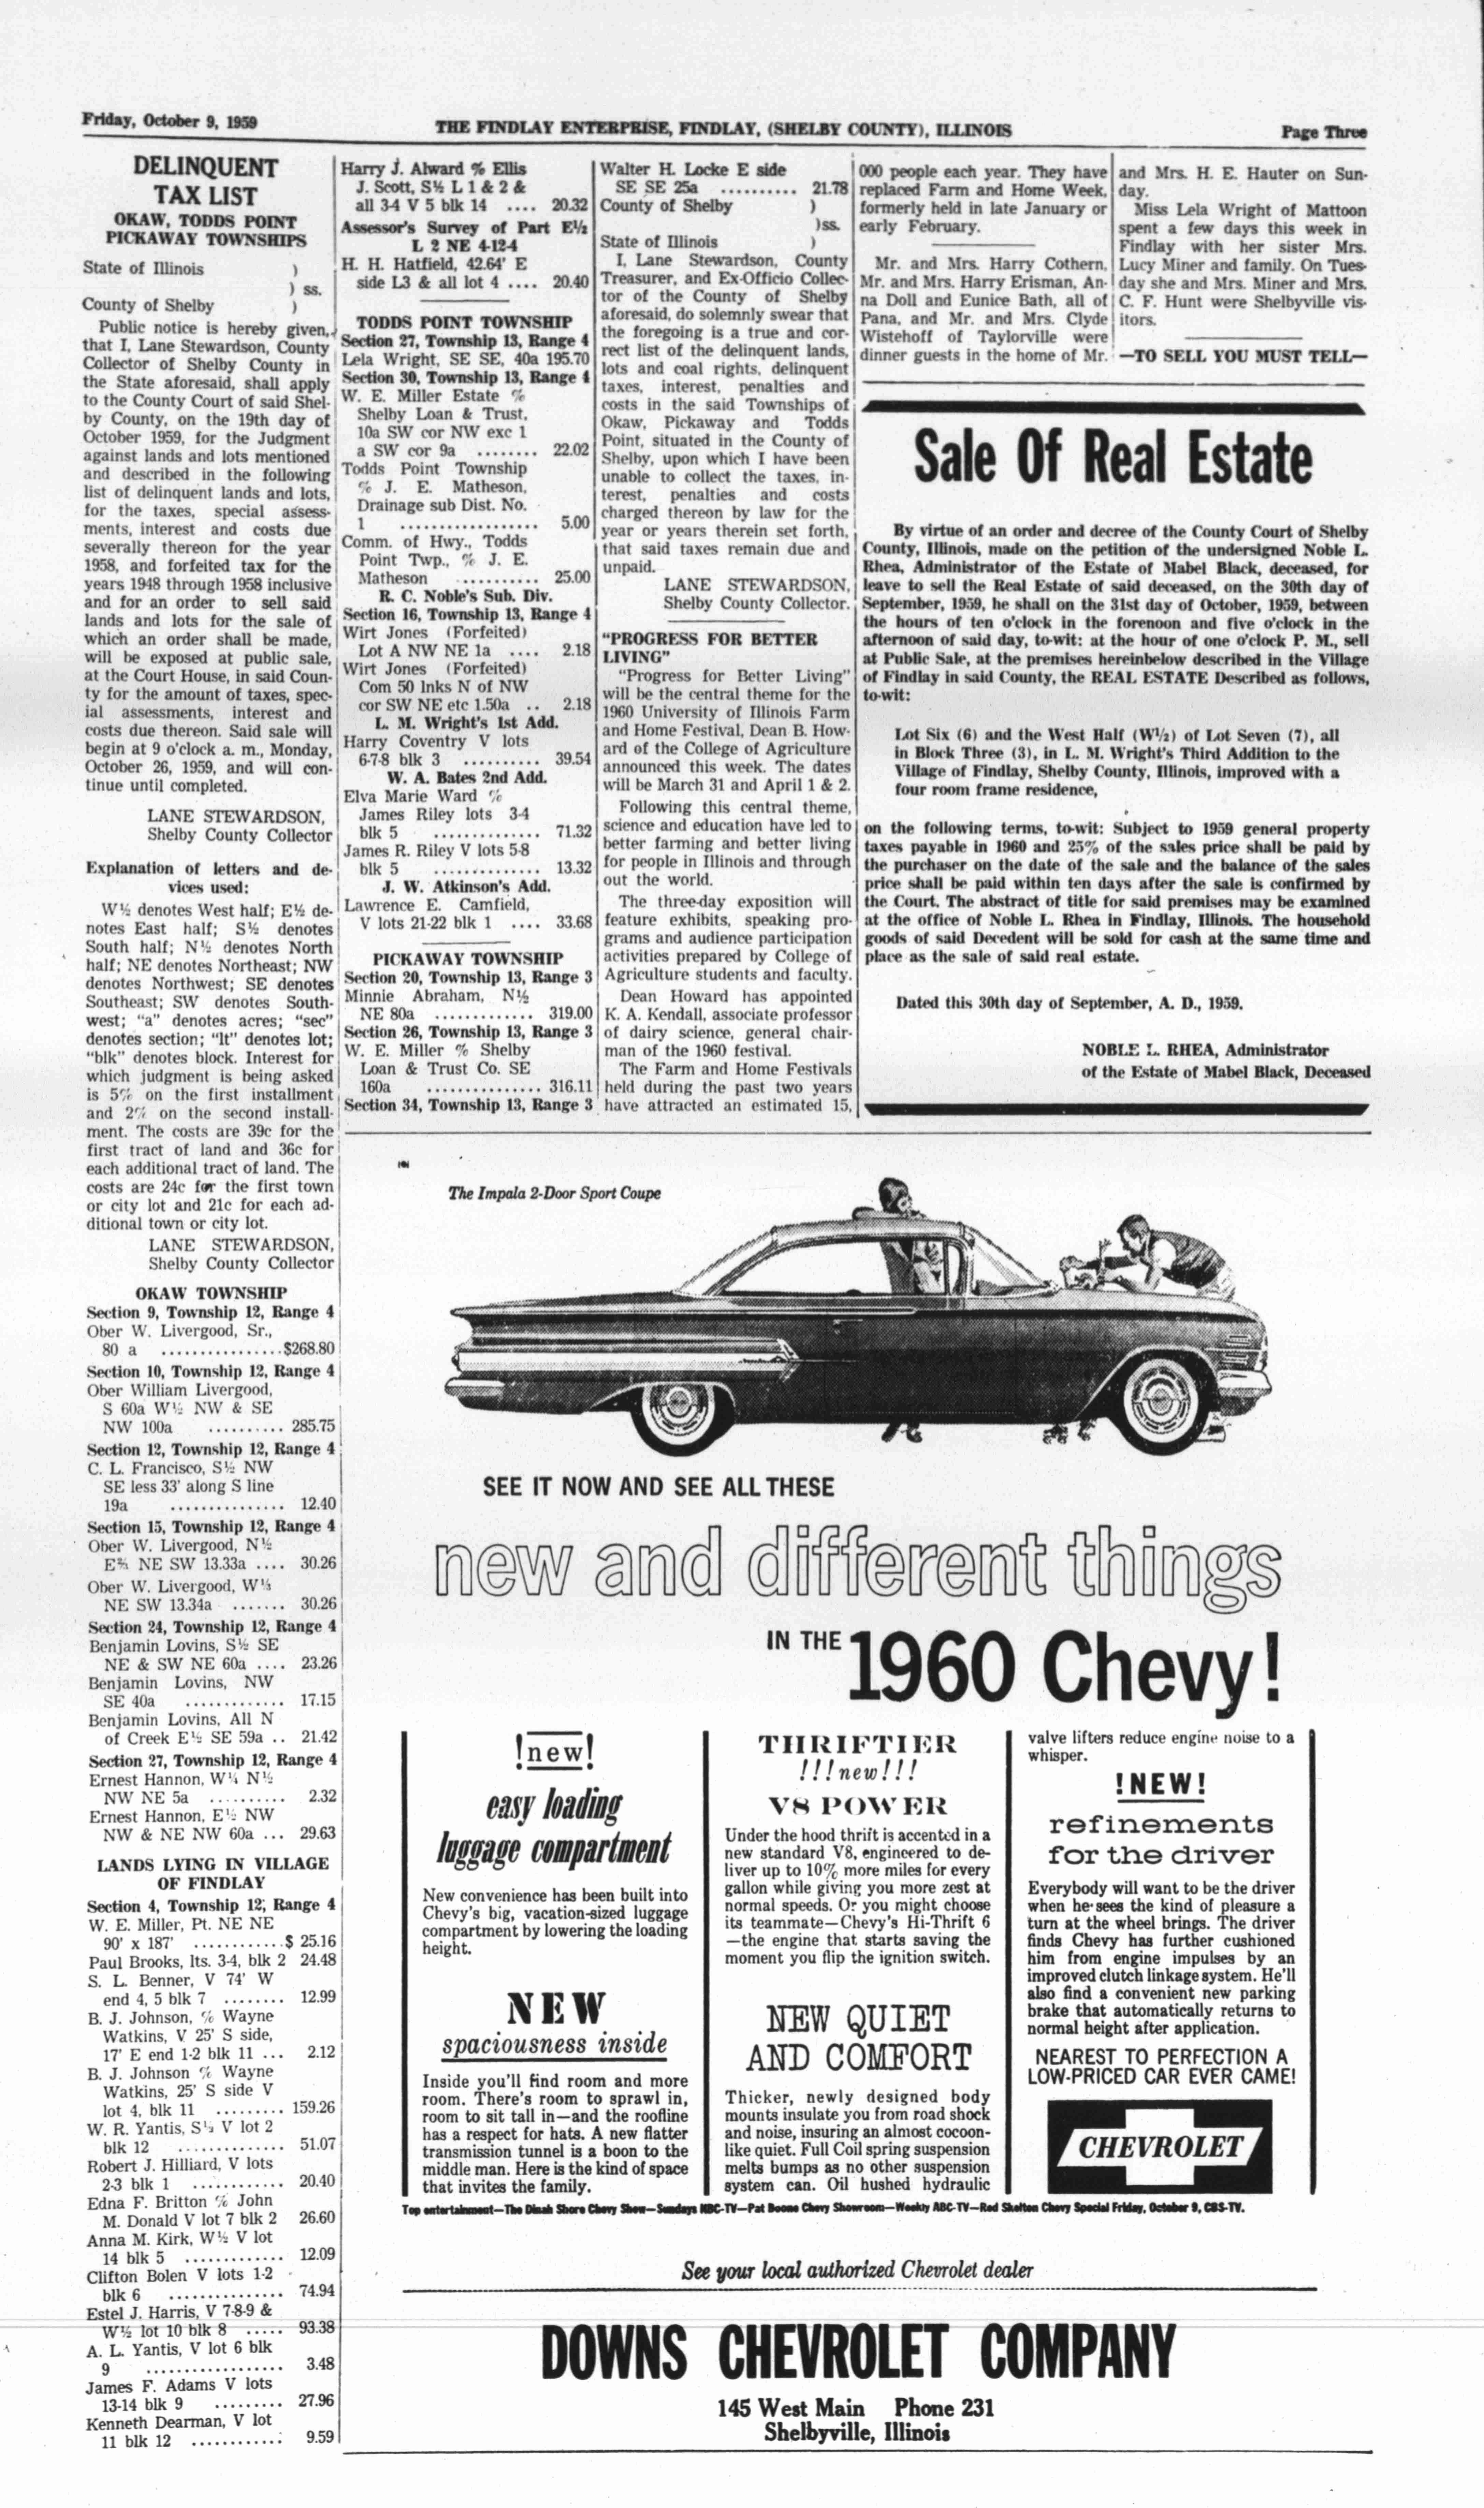 Friday, October 9, 1959
THE FINDLAY ENTERPRISE, FINDLAY, (SHELBY COUNTY), ILLINOIS
Page Three
DELINQUENT
TAX LIST
OKAW, TODDS POINT
PICKAWAY TOWNSHIPS
State of Illinois )
) ss.
County of Shelby )
Public notice is hereby given,
that I, Lane Stewardson, County
Collector of Shelby County in
the State aforesaid, shall apply
to the County Court of said Shel-
by County, on the 19th day of
October 1959, for the Judgment
against lands and lots mentioned
and described in the following
list of delinquent lands and lots,
for the taxes, special assess-
ments, interest and costs due
severally thereon for the year
1958, and forfeited tax for the
years 1948 through 1958 inclusive
and for an order to sell said
lands and lots for the sale of
which an order shall be made,
will be exposed at public sale,
at the Court House, in said Coun-
ty for the amount of taxes, spec-
ial assessments, interest and
costs due thereon. Said sale will
begin at 9 o'clock a. m., Monday,
October 26, 1959, and will con-
tinue until completed.
LANE STEWARDSON,
Shelby County Collector
Explanation of letters and de-
vices used:
W½ denotes West half; E½ de-
notes East half; S½ denotes
South half; N½ denotes North
half; NE denotes Northeast; NW
denotes Northwest; SE denotes
Southeast; SW denotes South-
west; "a" denotes acres; "sec"
denotes section; "lt" denotes lot;
"blk" denotes block. Interest for
which judgment is being asked
is 5% on the first installment
and 2% on the second install-
ment. The costs are 39c for the
first tract of land and 36c for
each additional tract of land. The
costs are 24c for the first town
or city lot and 21c for each ad-
ditional town or city lot.
LANE STEWARDSON,
Shelby County Collector
OKAW TOWNSHIP
Section 9, Township 12, Range 4
Ober W. Livergood, Sr.,
80 a ............... $268.80
Section 10, Township 12, Range 4
Ober William Livergood,
S 60a W½ NW & SE
NW 100a .......... 285.75
Section 12, Township 12, Range 4
C. L. Francisco, S½ NW
SE less 33' along S line
19a ............... 12.40
Section 15, Township 12, Range 4
Ober W. Livergood, N½
E⅔ NE SW 13.33a .... 30.26
Ober W. Livergood, W⅓
NE SW 13.34a ....... 30.26
Section 24, Township 12, Range 4
Benjamin Lovins, S½ SE
NE & SW NE 60a .... 23.26
Benjamin Lovins, NW
SE 40a ............. 17.15
Benjamin Lovins, All N
of Creek E½ SE 59a .. 21.42
Section 27, Township 12, Range 4
Ernest Hannon, W¼ N½
NW NE 5a .......... 2.32
Ernest Hannon, E½ NW
NW & NE NW 60a ... 29.63
LANDS LYING IN VILLAGE
OF FINDLAY
Section 4, Township 12, Range 4
W. E. Miller, Pt. NE NE
90' x 187' ............ $ 25.16
Paul Brooks, lts. 3-4, blk 2 24.48
S. L. Benner, V 74' W
end 4, 5 blk 7 ........ 12.99
B. J. Johnson, % Wayne
Watkins, V 25' S side,
17' E end 1-2 blk 11 ... 2.12
B. J. Johnson % Wayne
Watkins, 25' S side V
lot 4, blk 11 ......... 159.26
W. R. Yantis, S½ V lot 2
blk 12 .............. 51.07
Robert J. Hilliard, V lots
2-3 blk 1 ............ 20.40
Edna F. Britton % John
M. Donald V lot 7 blk 2 26.60
Anna M. Kirk, W½ V lot
14 blk 5 ............. 12.09
Clifton Bolen V lots 1-2
blk 6 ............... 74.94
Estel J. Harris, V 7-8-9 &
W½ lot 10 blk 8 ..... 93.38
A. L. Yantis, V lot 6 blk
9 .................. 3.48
James F. Adams V lots
13-14 blk 9 ......... 27.96
Kenneth Dearman, V lot
11 blk 12 ............ 9.59
Harry J. Alward % Ellis
J. Scott, S½ L 1 & 2 &
all 3-4 V 5 blk 14 .... 20.32
Assessor's Survey of Part E½
L 2 NE 4-12-4
H. H. Hatfield, 42.64' E
side L3 & all lot 4 .... 20.40
TODDS POINT TOWNSHIP
Section 27, Township 13, Range 4
Lela Wright, SE SE, 40a 195.70
Section 30, Township 13, Range 4
W. E. Miller Estate %
Shelby Loan & Trust,
10a SW cor NW exc 1
a SW cor 9a ........ 22.02
Todds Point Township
% J. E. Matheson,
Drainage sub Dist. No.
1 .................. 5.00
Comm. of Hwy., Todds
Point Twp., % J. E.
Matheson ........... 25.00
R. C. Noble's Sub. Div.
Section 16, Township 13, Range 4
Wirt Jones (Forfeited)
Lot A NW NE 1a .... 2.18
Wirt Jones (Forfeited)
Com 50 lnks N of NW
cor SW NE etc 1.50a .. 2.18
L. M. Wright's 1st Add.
Harry Coventry V lots
6-7-8 blk 3 .......... 39.54
W. A. Bates 2nd Add.
Elva Marie Ward %
James Riley lots 3-4
blk 5 .............. 71.32
James R. Riley V lots 5-8
blk 5 .............. 13.32
J. W. Atkinson's Add.
Lawrence E. Camfield,
V lots 21-22 blk 1 .... 33.68
PICKAWAY TOWNSHIP
Section 20, Township 13, Range 3
Minnie Abraham, N½
NE 80a ............. 319.00
Section 26, Township 13, Range 3
W. E. Miller % Shelby
Loan & Trust Co. SE
160a ............... 316.11
Section 34, Township 13, Range 3
Walter H. Locke E side
SE SE 25a .......... 21.78
County of Shelby )
)ss.
State of Illinois )
I, Lane Stewardson, County
Treasurer, and Ex-Officio Collec-
tor of the County of Shelby
aforesaid, do solemnly swear that
the foregoing is a true and cor-
rect list of the delinquent lands,
lots and coal rights, delinquent
taxes, interest, penalties and
costs in the said Townships of
Okaw, Pickaway and Todds
Point, situated in the County of
Shelby, upon which I have been
unable to collect the taxes, in-
terest, penalties and costs
charged thereon by law for the
year or years therein set forth,
that said taxes remain due and
unpaid.
LANE STEWARDSON,
Shelby County Collector.
"PROGRESS FOR BETTER
LIVING"
"Progress for Better Living"
will be the central theme for the
1960 University of Illinois Farm
and Home Festival, Dean B. How-
ard of the College of Agriculture
announced this week. The dates
will be March 31 and April 1 & 2.
Following this central theme,
science and education have led to
better farming and better living
for people in Illinois and through
out the world.
The three-day exposition will
feature exhibits, speaking pro-
grams and audience participation
activities prepared by College of
Agriculture students and faculty.
Dean Howard has appointed
K. A. Kendall, associate professor
of dairy science, general chair-
man of the 1960 festival.
The Farm and Home Festivals
held during the past two years
have attracted an estimated 15,
000 people each year. They have
replaced Farm and Home Week,
formerly held in late January or
early February.
Mr. and Mrs. Harry Cothern,
Mr. and Mrs. Harry Erisman, An-
na Doll and Eunice Bath, all of
Pana, and Mr. and Mrs. Clyde
Wistehoff of Taylorville were
dinner guests in the home of Mr.
and Mrs. H. E. Hauter on Sun-
day.
Miss Lela Wright of Mattoon
spent a few days this week in
Findlay with her sister Mrs.
Lucy Miner and family. On Tues-
day she and Mrs. Miner and Mrs.
C. F. Hunt were Shelbyville vis-
itors.
—TO SELL YOU MUST TELL—
Sale Of Real Estate
By virtue of an order and decree of the County Court of Shelby
County, Illinois, made on the petition of the undersigned Noble L.
Rhea, Administrator of the Estate of Mabel Black, deceased, for
leave to sell the Real Estate of said deceased, on the 30th day of
September, 1959, he shall on the 31st day of October, 1959, between
the hours of ten o'clock in the forenoon and five o'clock in the
afternoon of said day, to-wit: at the hour of one o'clock P. M., sell
at Public Sale, at the premises hereinbelow described in the Village
of Findlay in said County, the REAL ESTATE Described as follows,
to-wit:
Lot Six (6) and the West Half (W½) of Lot Seven (7), all
in Block Three (3), in L. M. Wright's Third Addition to the
Village of Findlay, Shelby County, Illinois, improved with a
four room frame residence,
on the following terms, to-wit: Subject to 1959 general property
taxes payable in 1960 and 25% of the sales price shall be paid by
the purchaser on the date of the sale and the balance of the sales
price shall be paid within ten days after the sale is confirmed by
the Court. The abstract of title for said premises may be examined
at the office of Noble L. Rhea in Findlay, Illinois. The household
goods of said Decedent will be sold for cash at the same time and
place as the sale of said real estate.
Dated this 30th day of September, A. D., 1959.
NOBLE L. RHEA, Administrator
of the Estate of Mabel Black, Deceased
The Impala 2-Door Sport Coupe
SEE IT NOW AND SEE ALL THESE
new and different things
IN THE 1960 Chevy!
!new!
easy loading
luggage compartment
New convenience has been built into
Chevy's big, vacation-sized luggage
compartment by lowering the loading
height.
NEW
spaciousness inside
Inside you'll find room and more
room. There's room to sprawl in,
room to sit tall in—and the roofline
has a respect for hats. A new flatter
transmission tunnel is a boon to the
middle man. Here is the kind of space
that invites the family.
THRIFTIER
!!!new!!!
V8 POWER
Under the hood thrift is accented in a
new standard V8, engineered to de-
liver up to 10% more miles for every
gallon while giving you more zest at
normal speeds. Or you might choose
its teammate—Chevy's Hi-Thrift 6
—the engine that starts saving the
moment you flip the ignition switch.
NEW QUIET
AND COMFORT
Thicker, newly designed body
mounts insulate you from road shock
and noise, insuring an almost cocoon-
like quiet. Full Coil spring suspension
melts bumps as no other suspension
system can. Oil hushed hydraulic
valve lifters reduce engine noise to a
whisper.
!NEW!
refinements
for the driver
Everybody will want to be the driver
when he sees the kind of pleasure a
turn at the wheel brings. The driver
finds Chevy has further cushioned
him from engine impulses by an
improved clutch linkage system. He'll
also find a convenient new parking
brake that automatically returns to
normal height after application.
NEAREST TO PERFECTION A
LOW-PRICED CAR EVER CAME!
CHEVROLET
Top entertainment—The Dinah Shore Chevy Show—Sundays NBC-TV—Pat Boone Chevy Showroom—Weekly ABC-TV—Red Skelton Chevy Special Friday, October 9, CBS-TV.
See your local authorized Chevrolet dealer
DOWNS CHEVROLET COMPANY
145 West Main Phone 231
Shelbyville, Illinois